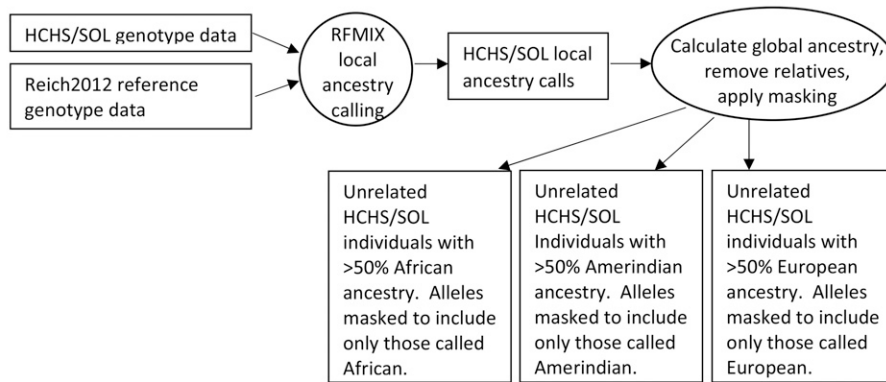 HCHS/SOL genotype data
Reich2012 reference
genotype data
RFMIX
local
ancestry
calling
HCHS/SOL local
ancestry calls
Calculate global ancestry,
remove relatives,
apply masking
Unrelated
HCHS/SOL
individuals with
>50% African
ancestry.  Alleles
masked to include
only those called
African.
Unrelated
HCHS/SOL
Individuals with
>50% Amerindian
ancestry.  Alleles
masked to include
only those called
Amerindian.
Unrelated
HCHS/SOL
individuals with
>50% European
ancestry.  Alleles
masked to include
only those called
European.